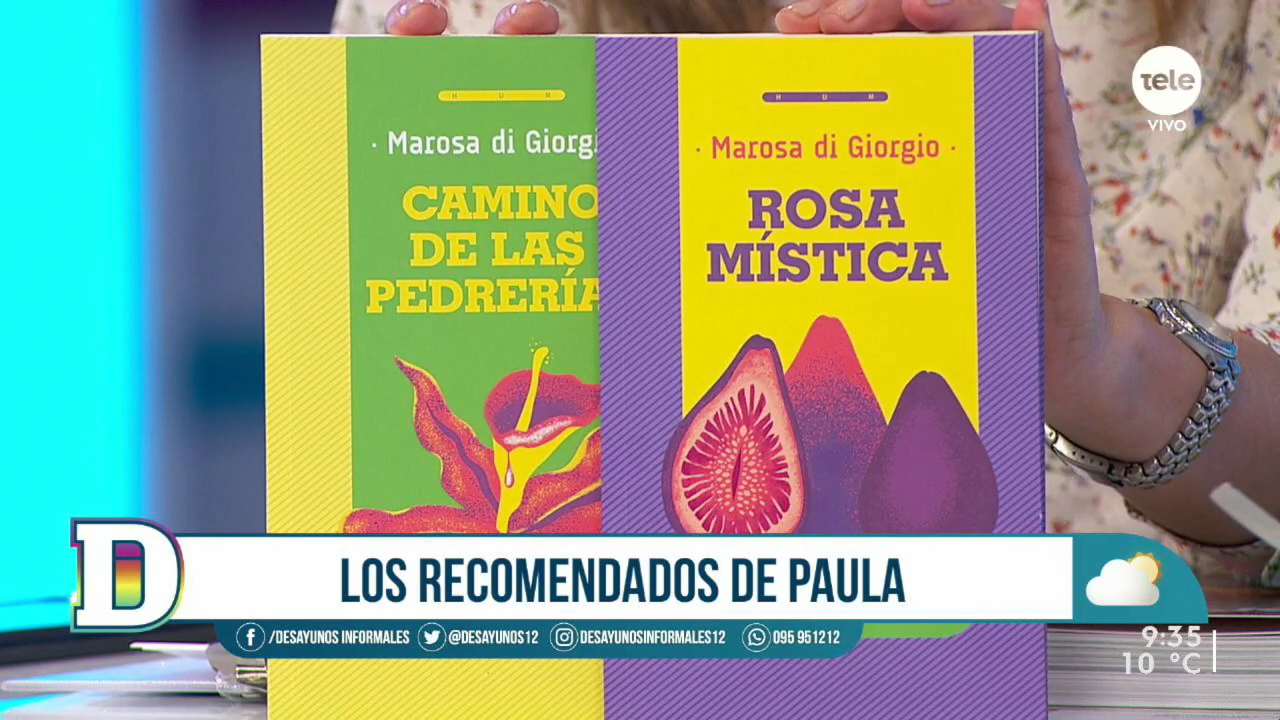 H U M
· Marosa di Giorgi
CAMINO
DE LAS
PEDRERÍA
H U M
· Marosa di Giorgio ·
ROSA
MÍSTICA
tele
VIVO
D
LOS RECOMENDADOS DE PAULA
/DESAYUNOS INFORMALES @DESAYUNOS12 DESAYUNOSINFORMALES12 095 951212
9:35
10 °C